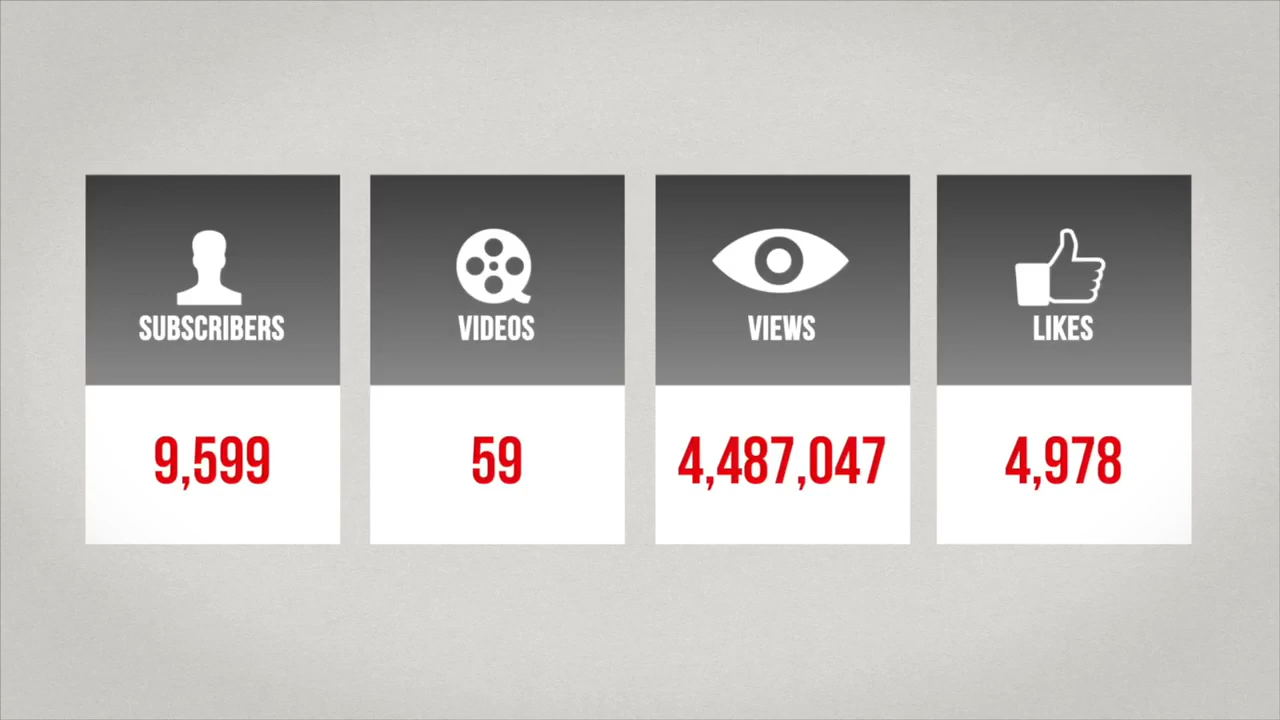 SUBSCRIBERS
9,599
VIDEOS
59
VIEWS
4,487,047
LIKES
4,978